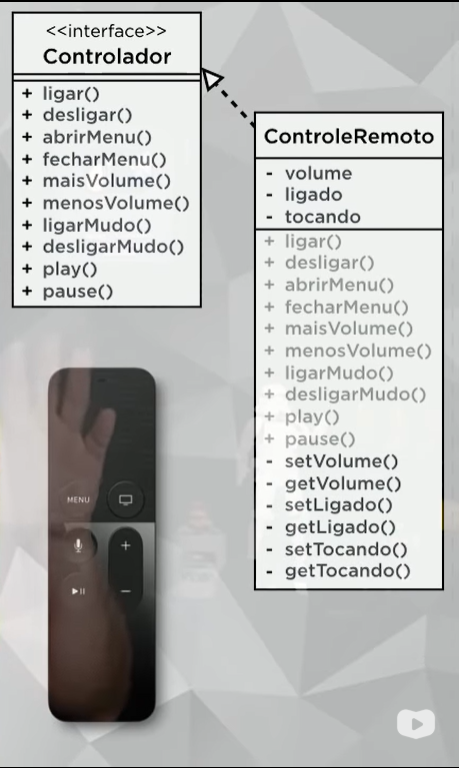 <<interface>>
Controlador
+ ligar()
+ desligar()
+ abrirMenu()
+ fecharMenu()
+ maisVolume()
+ menosVolume()
+ ligarMudo()
+ desligarMudo()
+ play()
+ pause()
ControleRemoto
- volume
- ligado
- tocando
+ ligar()
+ desligar()
+ abrirMenu()
+ fecharMenu()
+ maisVolume()
+ menosVolume()
+ ligarMudo()
+ desligarMudo()
+ play()
+ pause()
- setVolume()
- getVolume()
- setLigado()
- getLigado()
- setTocando()
- getTocando()
MENU
+
-